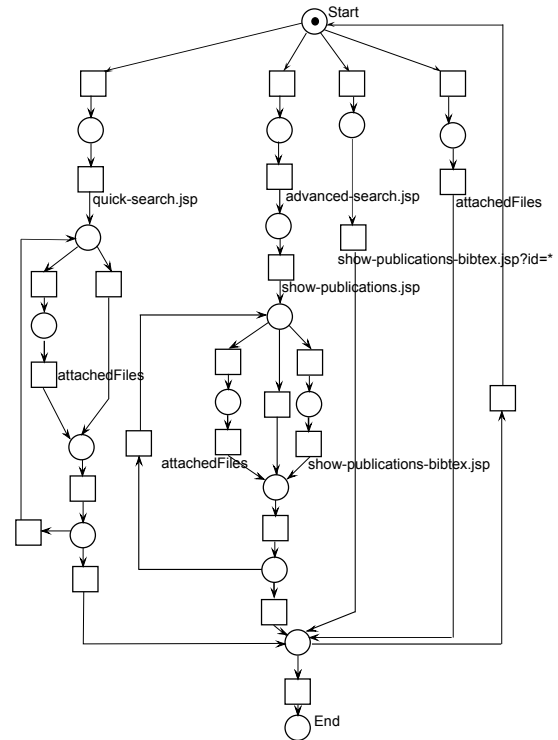 Start
quick-search.jsp
advanced-search.jsp
attachedFiles
show-publications-bibtex.jsp?id=*
show-publications.jsp
attachedFiles
attachedFiles
show-publications-bibtex.jsp
End